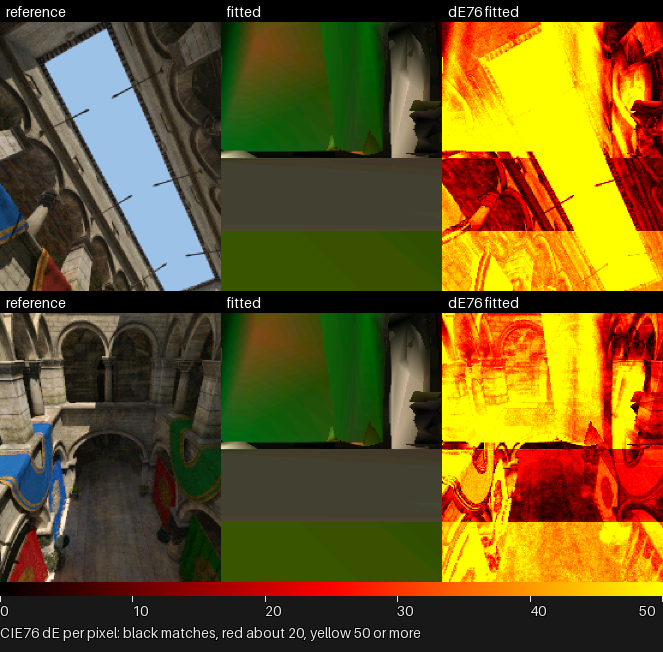 reference
fitted
dE76 fitted
reference
fitted
dE76 fitted
0
10
20
30
40
50
CIE76 dE per pixel: black matches, red about 20, yellow 50 or more